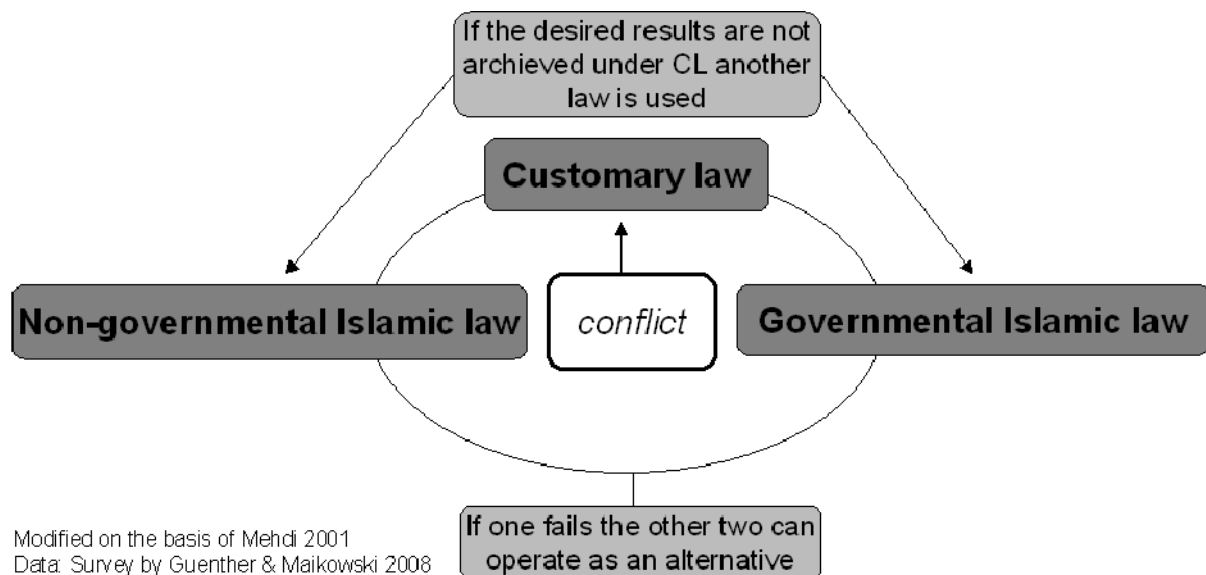 If the desired results are not
archieved under CL another
law is used
Customary law
Non-governmental Islamic law
conflict
Governmental Islamic law
If one fails the other two can
operate as an alternative
Modified on the basis of Mehdi 2001
Data: Survey by Guenther & Maikowski 2008